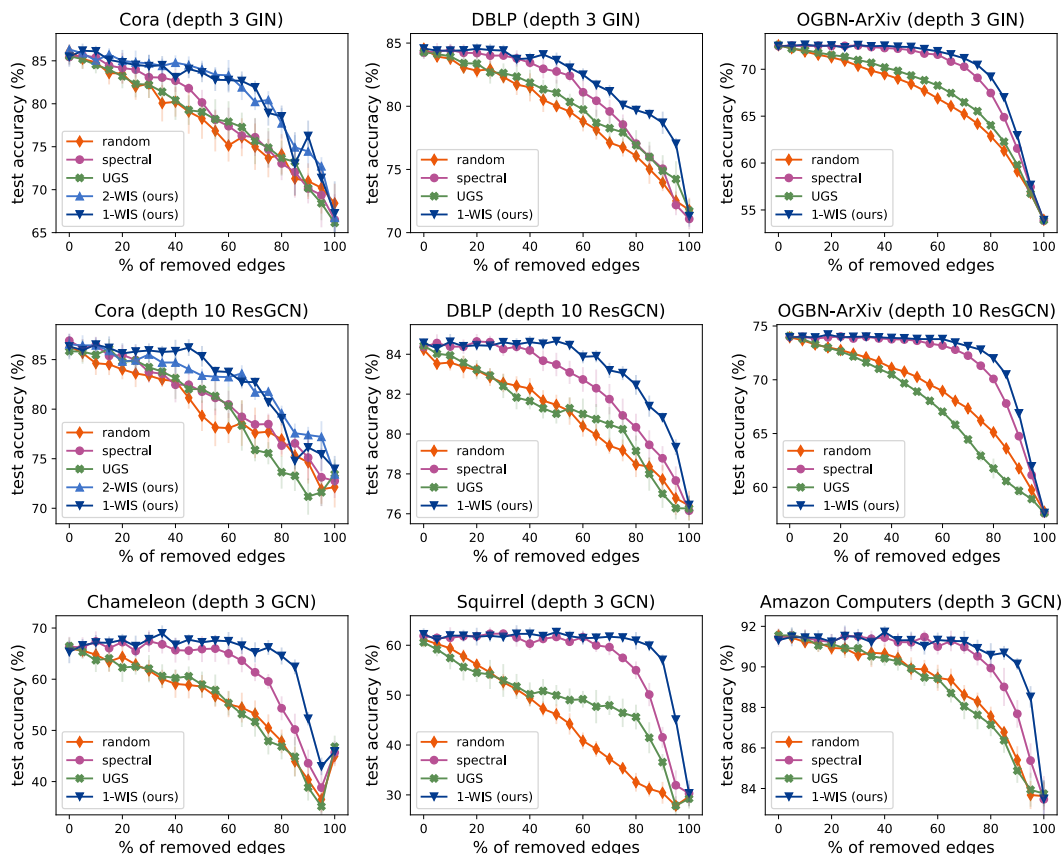 Cora (depth 3 GIN)
test accuracy (%)
85
80
75
70
65
random
spectral
UGS
2-WIS (ours)
1-WIS (ours)
0 20 40 60 80 100
% of removed edges
DBLP (depth 3 GIN)
test accuracy (%)
85
80
75
70
random
spectral
UGS
1-WIS (ours)
0 20 40 60 80 100
% of removed edges
OGBN-ArXiv (depth 3 GIN)
test accuracy (%)
70
65
60
55
random
spectral
UGS
1-WIS (ours)
0 20 40 60 80 100
% of removed edges
Cora (depth 10 ResGCN)
test accuracy (%)
85
80
75
70
random
spectral
UGS
2-WIS (ours)
1-WIS (ours)
0 20 40 60 80 100
% of removed edges
DBLP (depth 10 ResGCN)
test accuracy (%)
84
82
80
78
76
random
spectral
UGS
1-WIS (ours)
0 20 40 60 80 100
% of removed edges
OGBN-ArXiv (depth 10 ResGCN)
test accuracy (%)
75
70
65
60
random
spectral
UGS
1-WIS (ours)
0 20 40 60 80 100
% of removed edges
Chameleon (depth 3 GCN)
test accuracy (%)
70
60
50
40
random
spectral
UGS
1-WIS (ours)
0 20 40 60 80 100
% of removed edges
Squirrel (depth 3 GCN)
test accuracy (%)
60
50
40
30
random
spectral
UGS
1-WIS (ours)
0 20 40 60 80 100
% of removed edges
Amazon Computers (depth 3 GCN)
test accuracy (%)
92
90
88
86
84
random
spectral
UGS
1-WIS (ours)
0 20 40 60 80 100
% of removed edges